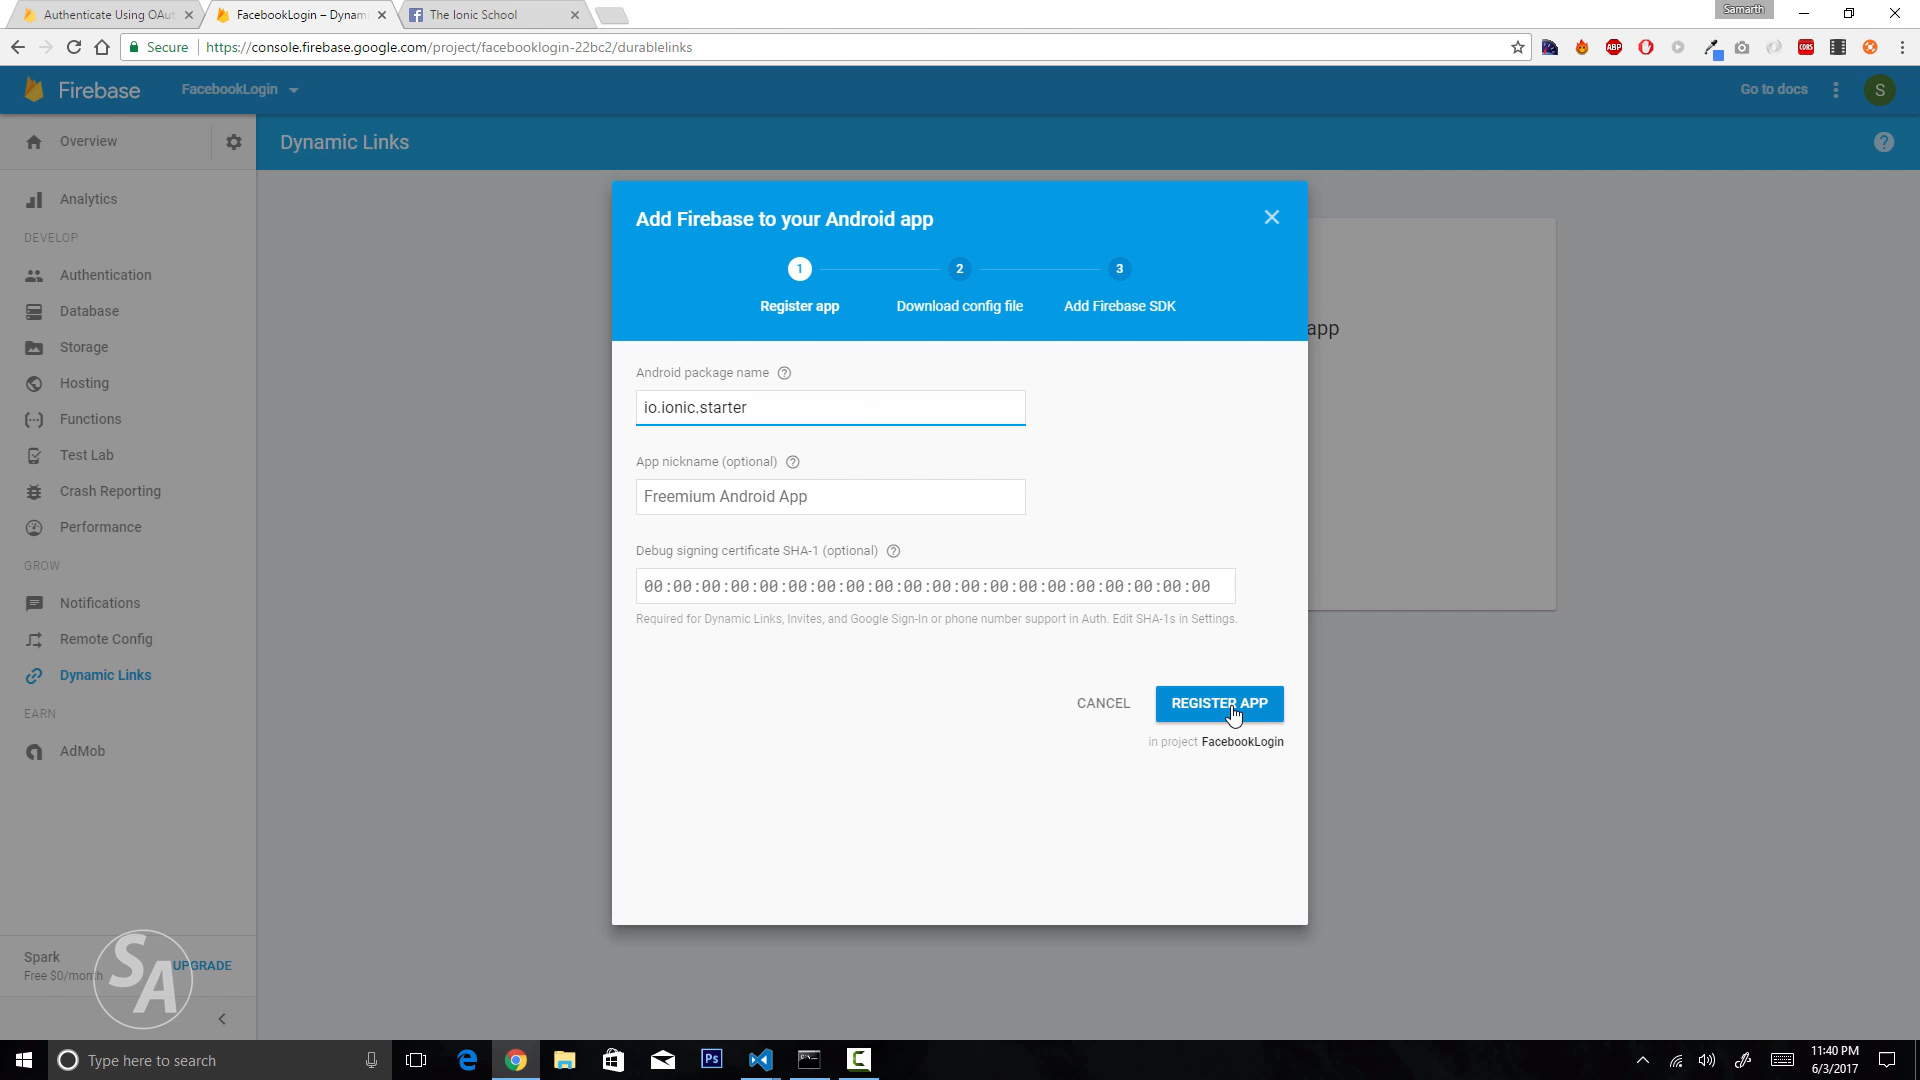 Authenticate Using OAut
FacebookLogin – Dynami
The Ionic School
Samarth
Secure
https://console.firebase.google.com/project/facebooklogin-22bc2/durablelinks
ABP
CORS
Firebase
FacebookLogin
Go to docs
S
Overview
Dynamic Links
?
Analytics
DEVELOP
Authentication
Database
Storage
Hosting
Functions
Test Lab
Crash Reporting
Performance
GROW
Notifications
Remote Config
Dynamic Links
EARN
AdMob
Spark
Free $0/month
UPGRADE
SA
Add Firebase to your Android app
1
2
3
Register app
Download config file
Add Firebase SDK
app
Android package name ?
io.ionic.starter
App nickname (optional) ?
Freemium Android App
Debug signing certificate SHA-1 (optional) ?
00:00:00:00:00:00:00:00:00:00:00:00:00:00:00:00:00:00:00:00
Required for Dynamic Links, Invites, and Google Sign-In or phone number support in Auth. Edit SHA-1s in Settings.
CANCEL
REGISTER APP
in project FacebookLogin
Type here to search
Ps
11:40 PM
6/3/2017